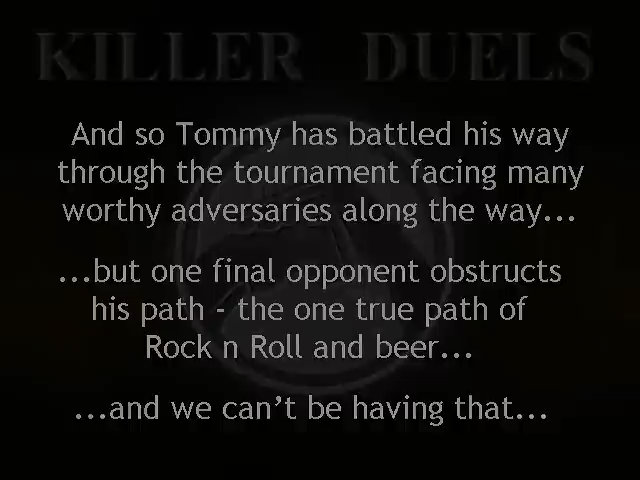 KILLER DUELS
And so Tommy has battled his way
through the tournament facing many
worthy adversaries along the way...
...but one final opponent obstructs
his path - the one true path of
Rock n Roll and beer...
...and we can't be having that...